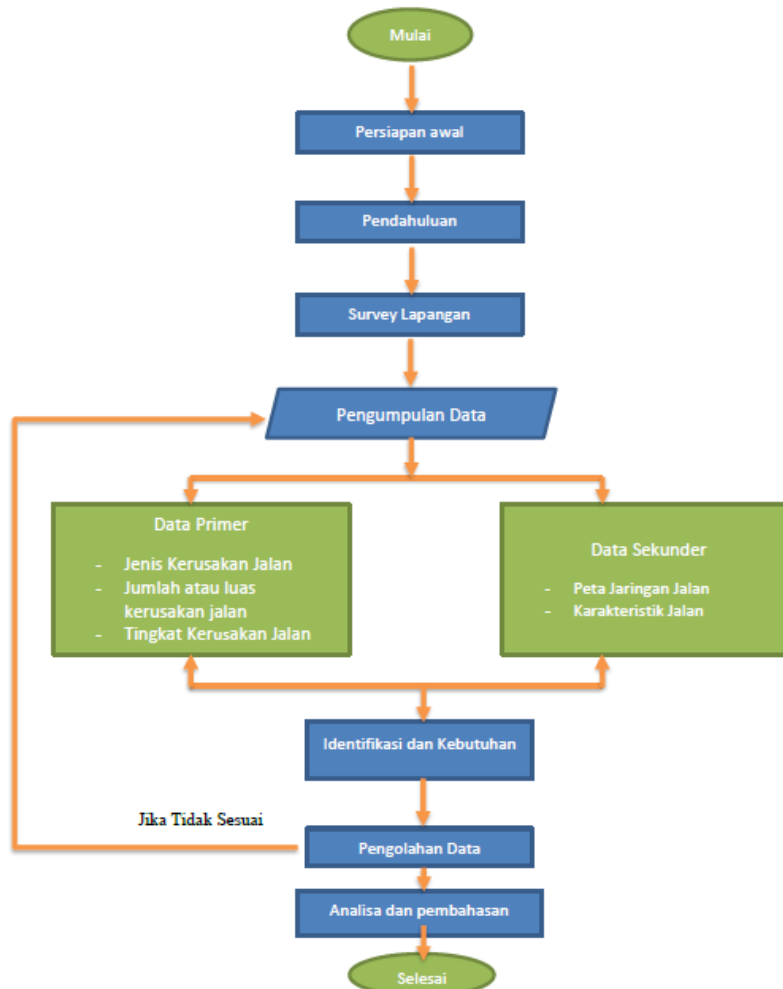 Mulai
Persiapan awal
Pendahuluan
Survey Lapangan
Pengumpulan Data
Data Primer
- Jenis Kerusakan Jalan
- Jumlah atau luas
kerusakan jalan
- Tingkat Kerusakan Jalan
Data Sekunder
- Peta Jaringan Jalan
- Karakteristik Jalan
Identifikasi dan Kebutuhan
Jika Tidak Sesuai
Pengolahan Data
Analisa dan pembahasan
Selesai